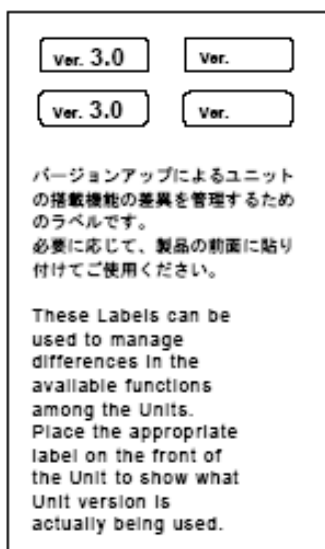 Ver. 3.0 Ver.
Ver. 3.0 Ver.
バージョンアップによるユニット
の搭載機能の差異を管理するため
のラベルです。
必要に応じて、製品の前面に貼り
付けてご使用ください。
These Labels can be
used to manage
differences in the
available functions
among the Units.
Place the appropriate
label on the front of
the Unit to show what
Unit version is
actually being used.